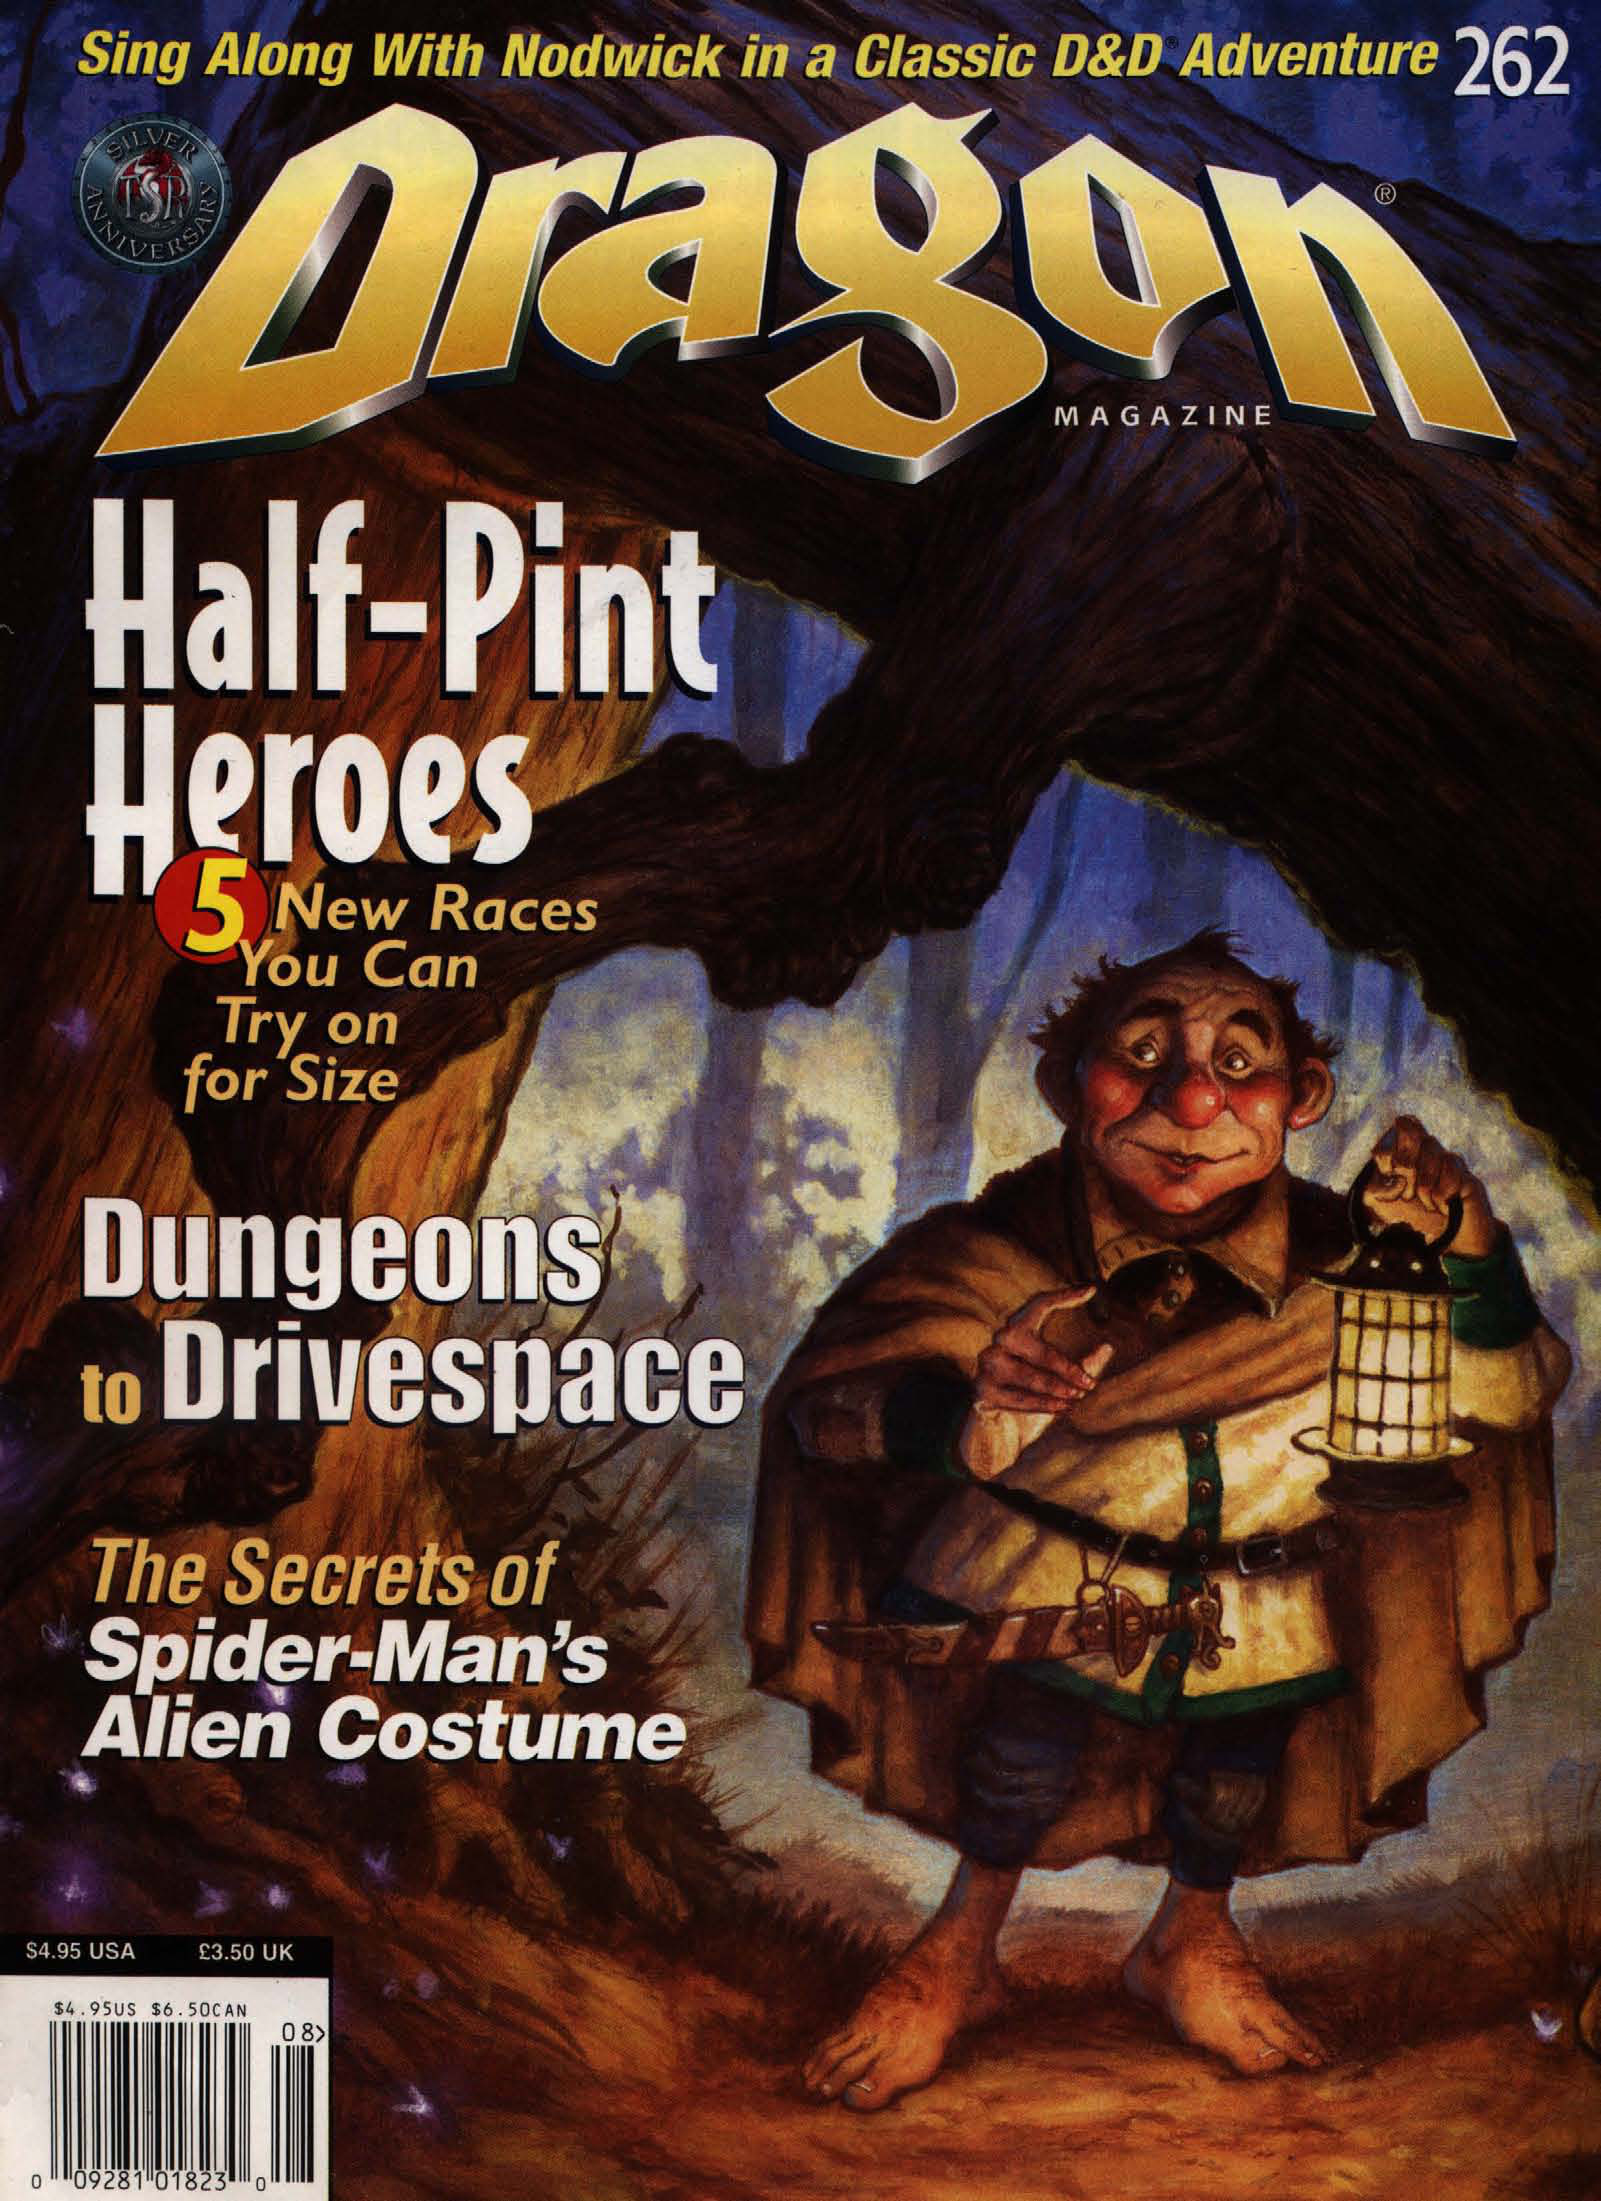 Sing Along With Nodwick in a Classic D&D® Adventure 262
SILVER
TSR
ANNIVERSARY
Dragon®
MAGAZINE
Half-Pint
Heroes
5 New Races
You Can
Try on
for Size
Dungeons
to Drivespace
The Secrets of
Spider-Man's
Alien Costume
$4.95 USA £3.50 UK
$4.95US $6.50CAN
08>
0 09281 01823 0